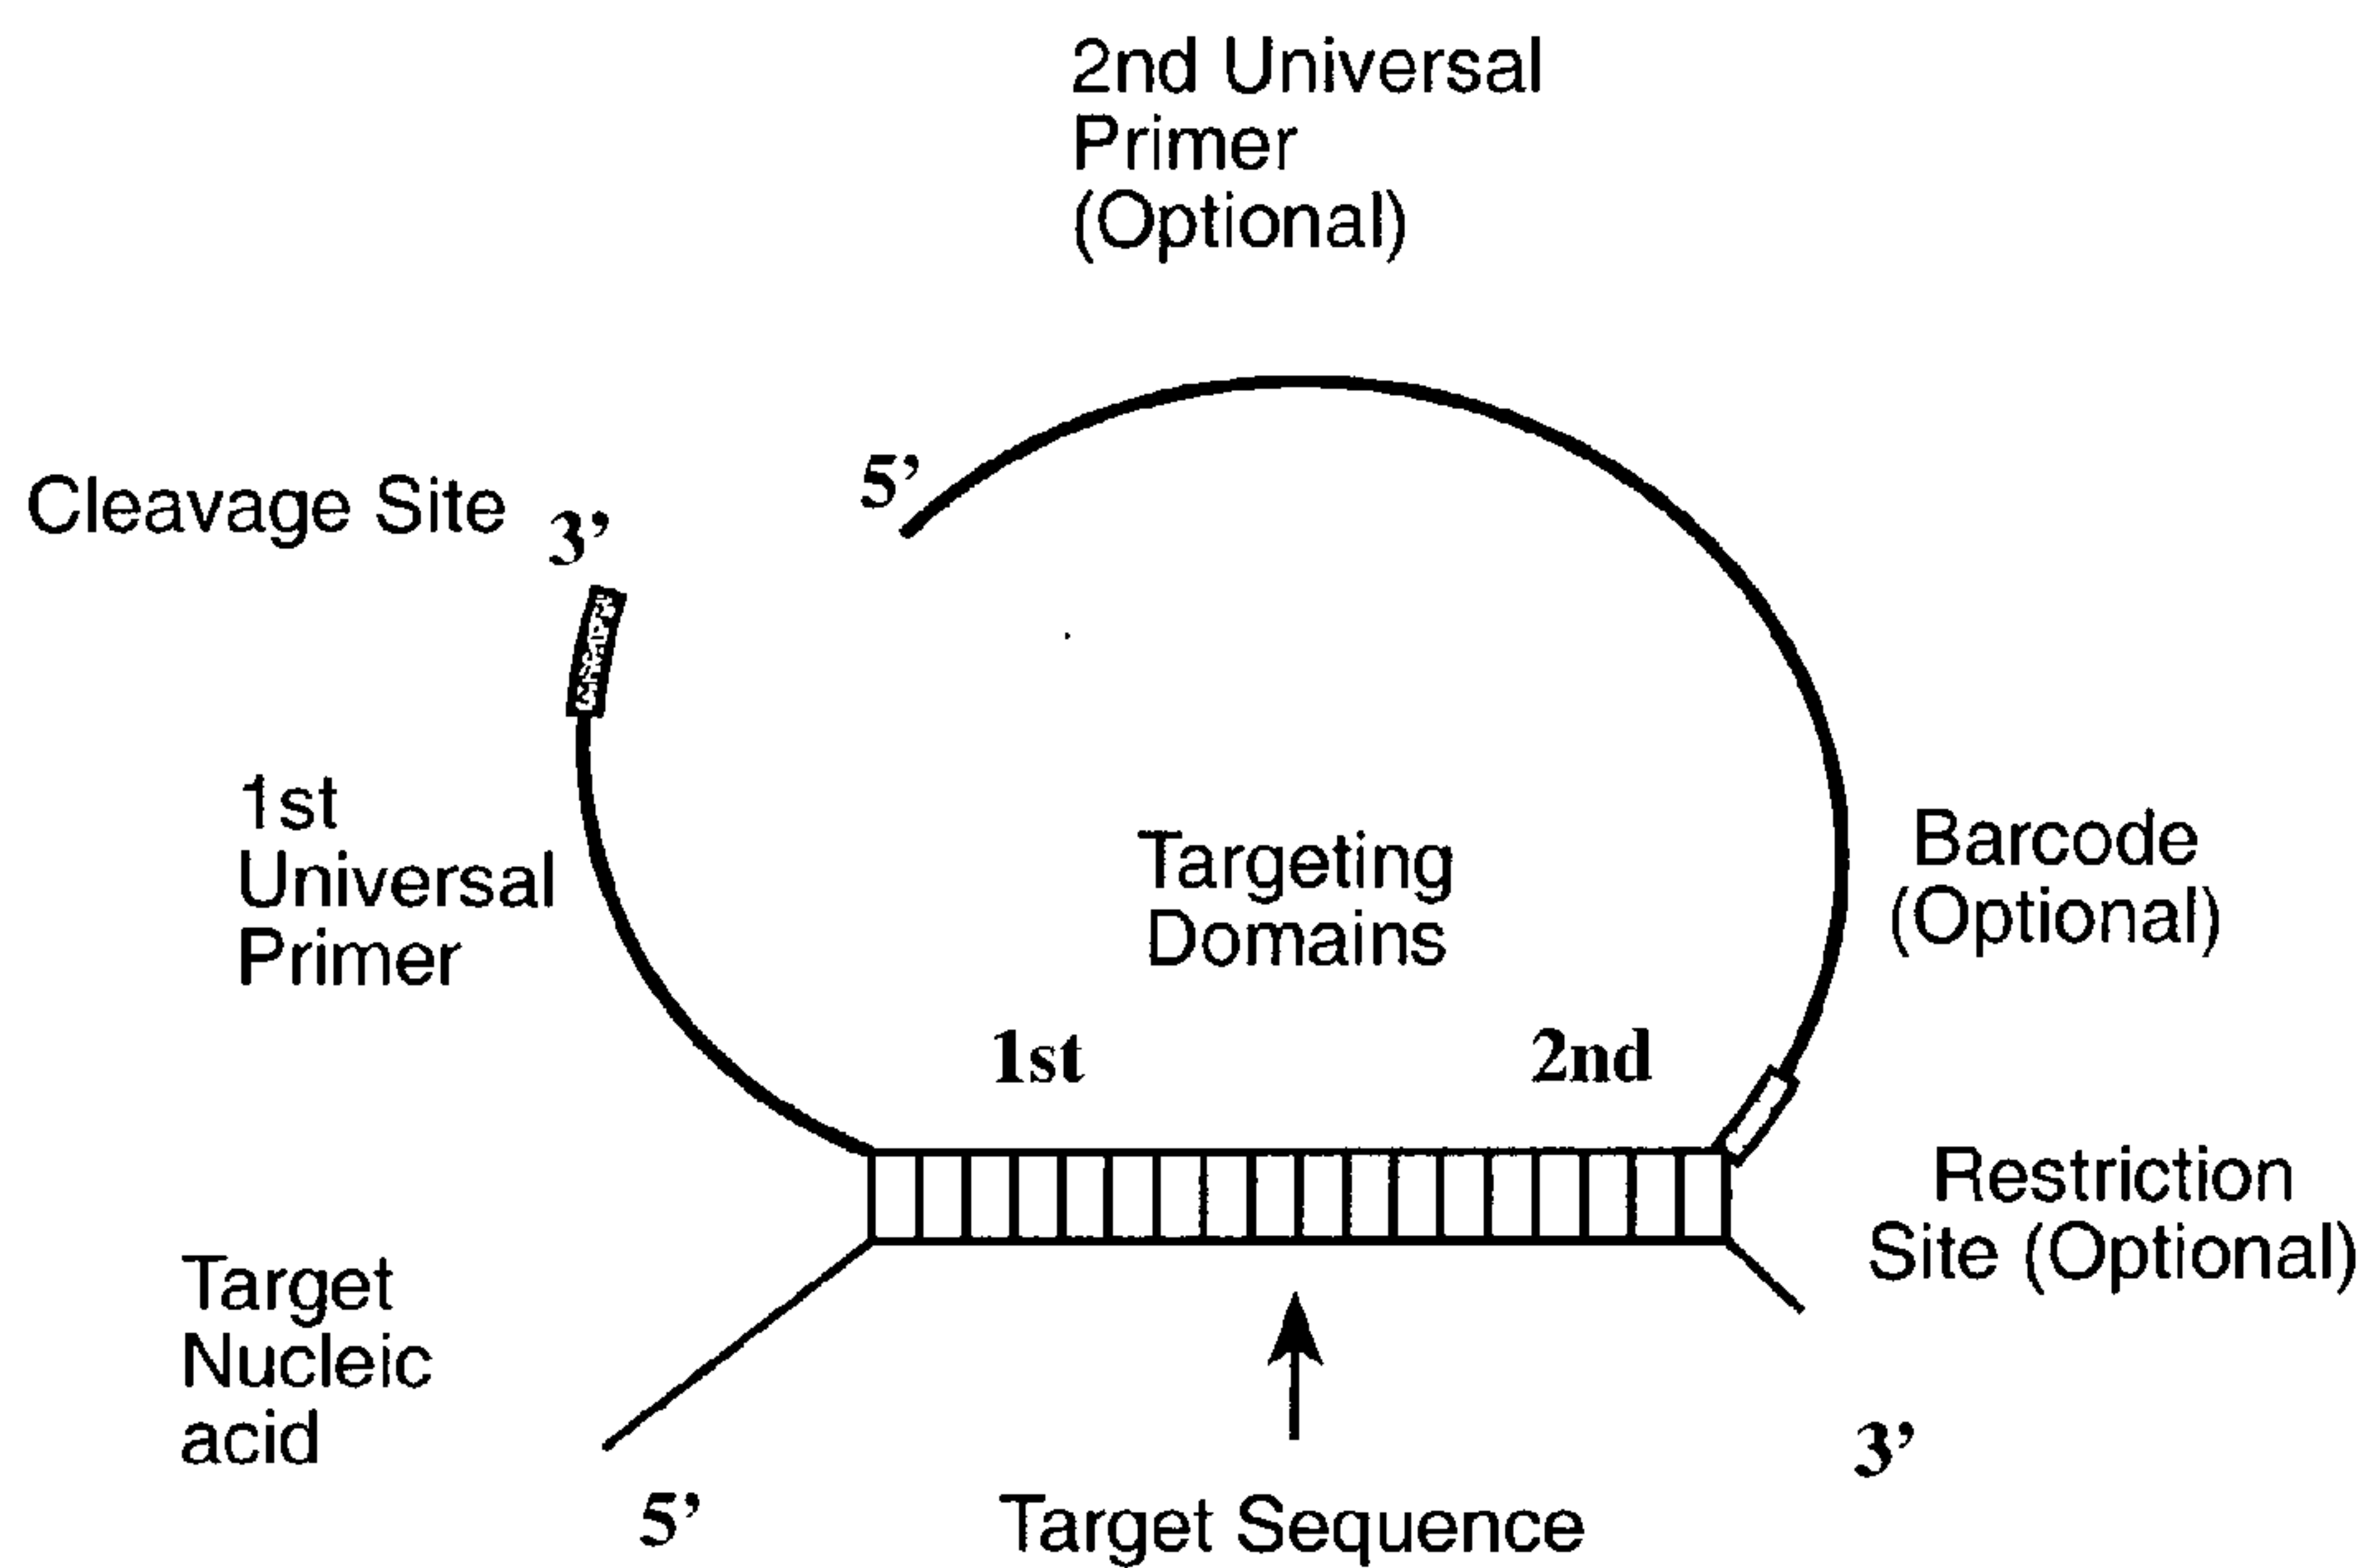 2nd Universal
Primer
(Optional)
5’
Cleavage Site
3’
1st
Universal
Primer
Targeting
Domains
Barcode
(Optional)
1st
2nd
Restriction
Site (Optional)
Target
Nucleic
acid
3’
5’
Target Sequence